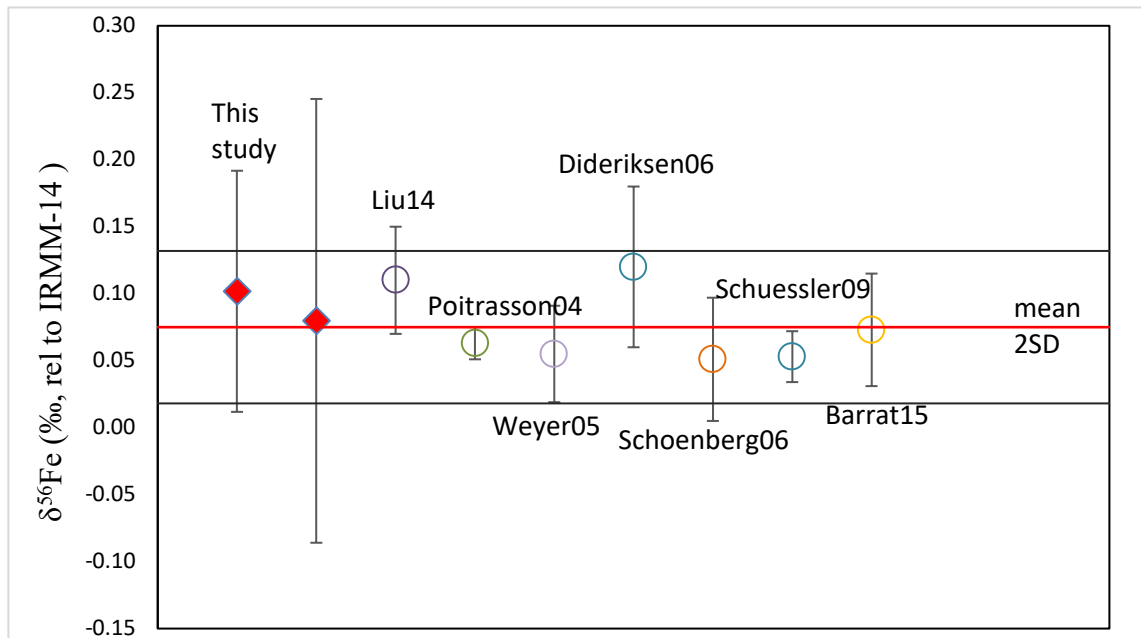 0.30
0.25
0.20
0.15
0.10
0.05
0.00
-0.05
-0.10
-0.15
δ⁵⁶Fe (‰, rel to IRMM-14 )
This
study
Liu14
Poitrasson04
Weyer05
Dideriksen06
Schoenberg06
Schuessler09
Barrat15
mean
2SD